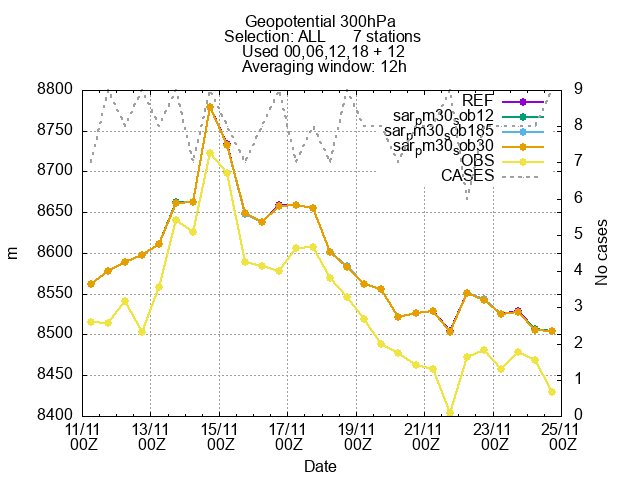 Geopotential 300hPa
Selection: ALL 7 stations
Used 00,06,12,18 + 12
Averaging window: 12h
8800
8750
8700
8650
8600
8550
8500
8450
8400
m
9
8
7
6
5
4
3
2
1
0
No cases
REF
sarpm30sob12
sarpm30sob185
sarpm30sob30
OBS
CASES
11/11 00Z
13/11 00Z
15/11 00Z
17/11 00Z
19/11 00Z
21/11 00Z
23/11 00Z
25/11 00Z
Date